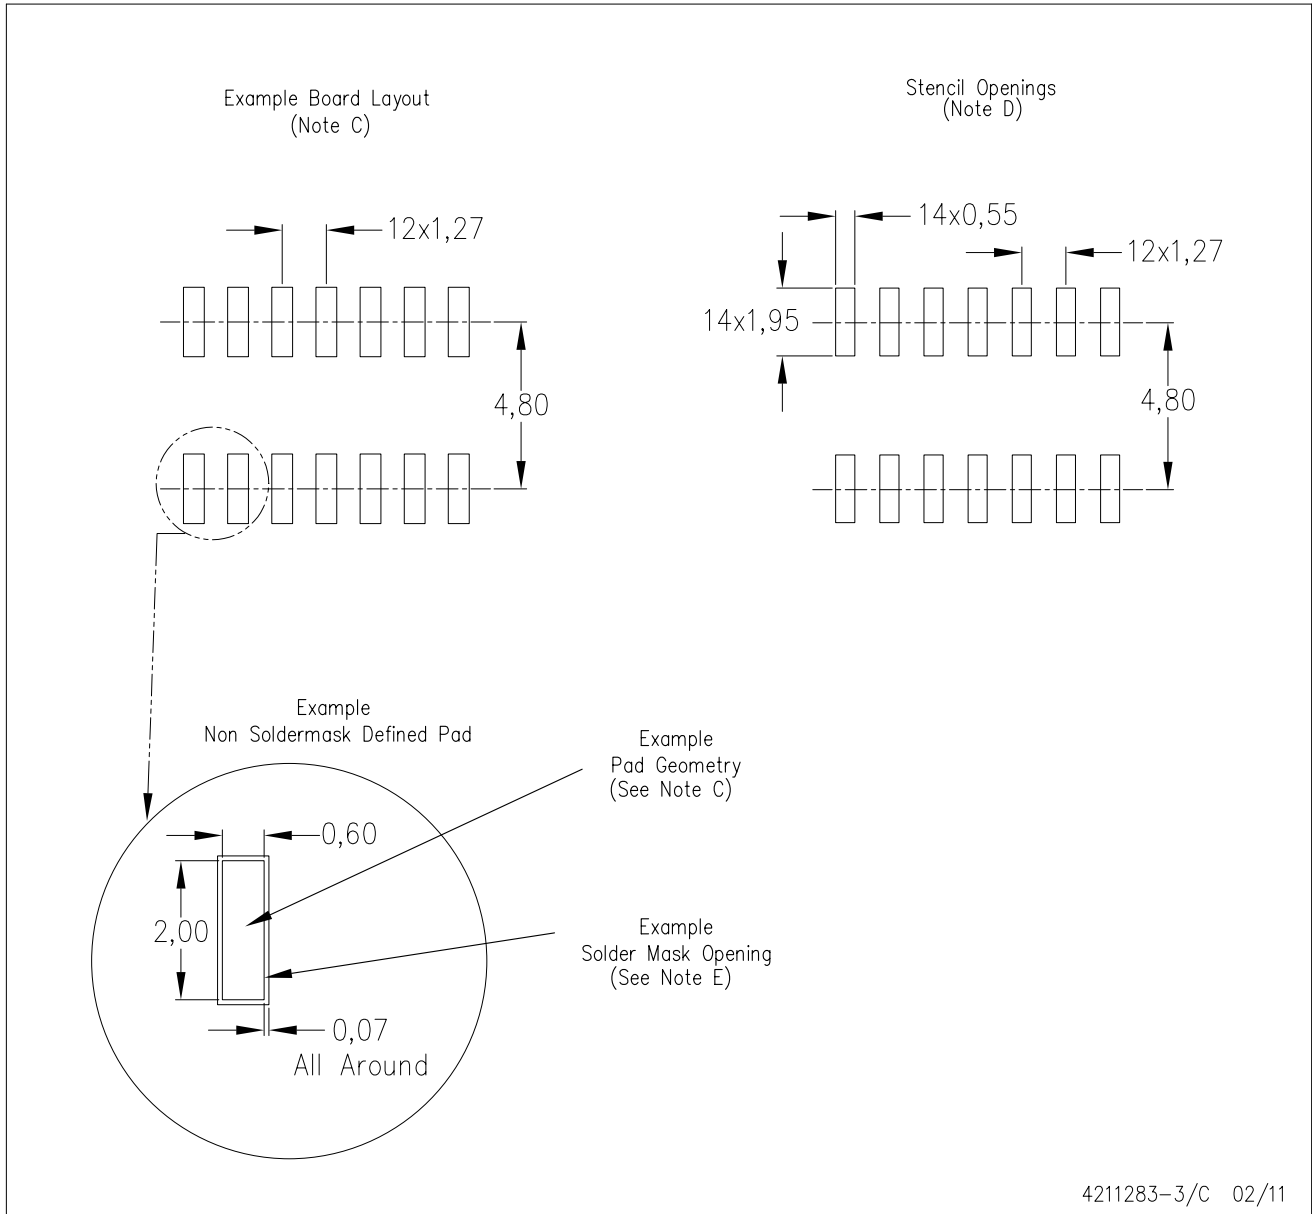 Example Board Layout
(Note C)
Stencil Openings
(Note D)
12x1,27
4,80
14x0,55
12x1,27
14x1,95
4,80
Example
Non Soldermask Defined Pad
Example
Pad Geometry
(See Note C)
0,60
2,00
Example
Solder Mask Opening
(See Note E)
0,07
All Around
4211283-3/C 02/11